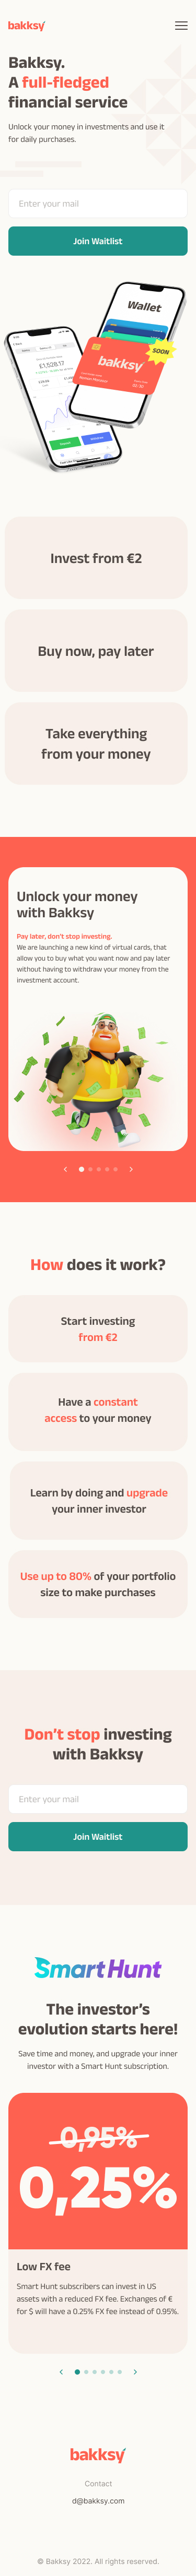 bakksy
Bakksy.
A full-fledged
financial service
Unlock your money in investments and use it
for daily purchases.
Enter your mail
Join Waitlist
£1,528.17
Wallet
bakksy
SOON
Invest from €2
Buy now, pay later
Take everything
from your money
Unlock your money
with Bakksy
Pay later, don't stop investing.
We are launching a new kind of virtual cards, that
allow you to buy what you want now and pay later
without having to withdraw your money from the
investment account.
How does it work?
Start investing
from €2
Have a constant
access to your money
Learn by doing and upgrade
your inner investor
Use up to 80% of your portfolio
size to make purchases
Don't stop investing
with Bakksy
Enter your mail
Join Waitlist
Smart Hunt
The investor's
evolution starts here!
Save time and money, and upgrade your inner
investor with a Smart Hunt subscription.
0,95%
0,25%
Low FX fee
Smart Hunt subscribers can invest in US
assets with a reduced FX fee. Exchanges of €
for $ will have a 0.25% FX fee instead of 0.95%.
bakksy
Contact
d@bakksy.com
© Bakksy 2022. All rights reserved.